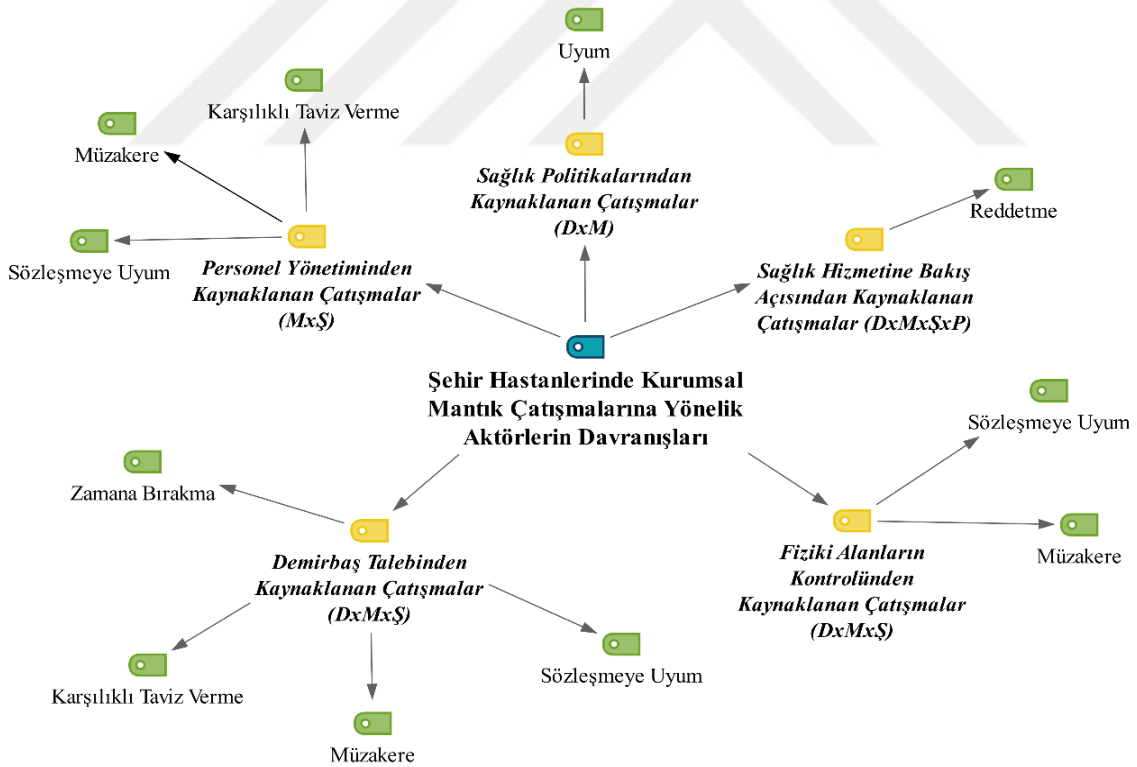 Uyum
Karşılıklı Taviz Verme
Müzakere
Sözleşmeye Uyum
Sağlık Politikalarından
Kaynaklanan Çatışmalar
(DxM)
Reddetme
Personel Yönetiminden
Kaynaklanan Çatışmalar
(MxŞ)
Sağlık Hizmetine Bakış
Açısından Kaynaklanan
Çatışmalar (DxMxŞxP)
Şehir Hastanlerinde Kurumsal
Mantık Çatışmalarına Yönelik
Aktörlerin Davranışları
Zamana Bırakma
Demirbaş Talebinden
Kaynaklanan Çatışmalar
(DxMxŞ)
Karşılıklı Taviz Verme
Müzakere
Sözleşmeye Uyum
Sözleşmeye Uyum
Müzakere
Fiziki Alanların
Kontrolünden
Kaynaklanan Çatışmalar
(DxMxŞ)